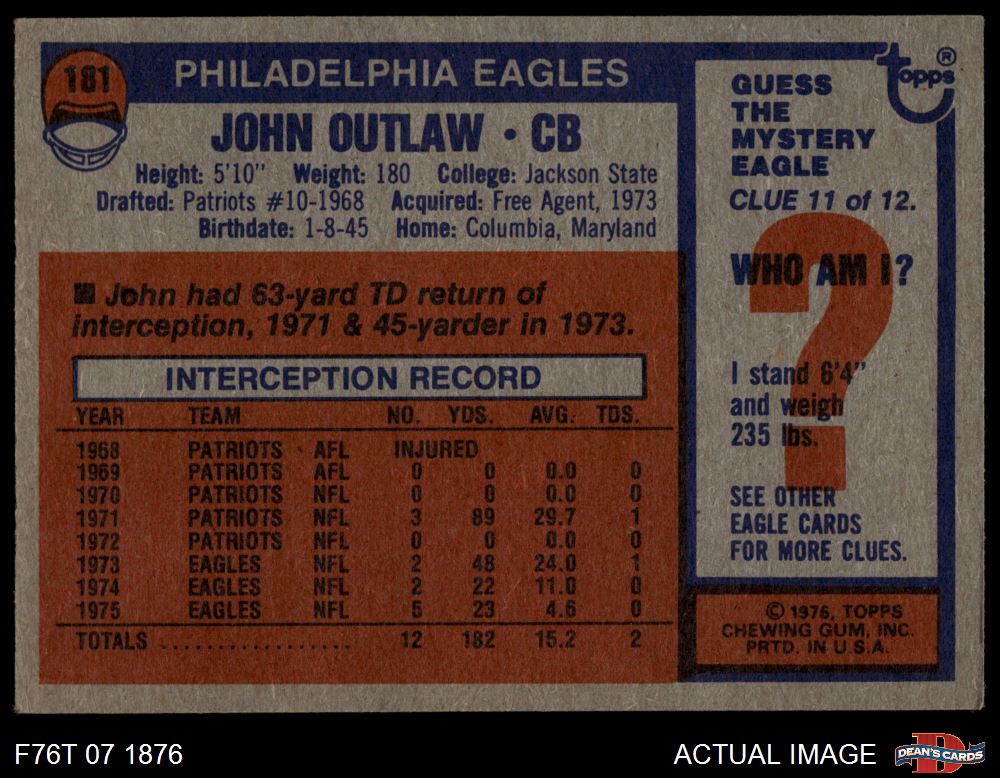 181
PHILADELPHIA EAGLES
JOHN OUTLAW • CB
Height: 5'10" Weight: 180 College: Jackson State
Drafted: Patriots #10-1968 Acquired: Free Agent, 1973
Birthdate: 1-8-45 Home: Columbia, Maryland
■ John had 63-yard TD return of
interception, 1971 & 45-yarder in 1973.
INTERCEPTION RECORD
YEAR TEAM NO. YDS. AVG. TDS.
1968 PATRIOTS AFL INJURED
1969 PATRIOTS AFL 0 0 0.0 0
1970 PATRIOTS NFL 0 0 0.0 0
1971 PATRIOTS NFL 3 89 29.7 1
1972 PATRIOTS NFL 0 0 0.0 0
1973 EAGLES NFL 2 48 24.0 1
1974 EAGLES NFL 2 22 11.0 0
1975 EAGLES NFL 5 23 4.6 0
TOTALS .................. 12 182 15.2 2
topps ®
GUESS
THE
MYSTERY
EAGLE
CLUE 11 of 12.
?
WHO AM I?
I stand 6'4"
and weigh
235 lbs.
SEE OTHER
EAGLE CARDS
FOR MORE CLUES.
© 1976, TOPPS
CHEWING GUM, INC.
PRTD. IN U.S.A.
F76T 07 1876
ACTUAL IMAGE
DEAN'S CARDS